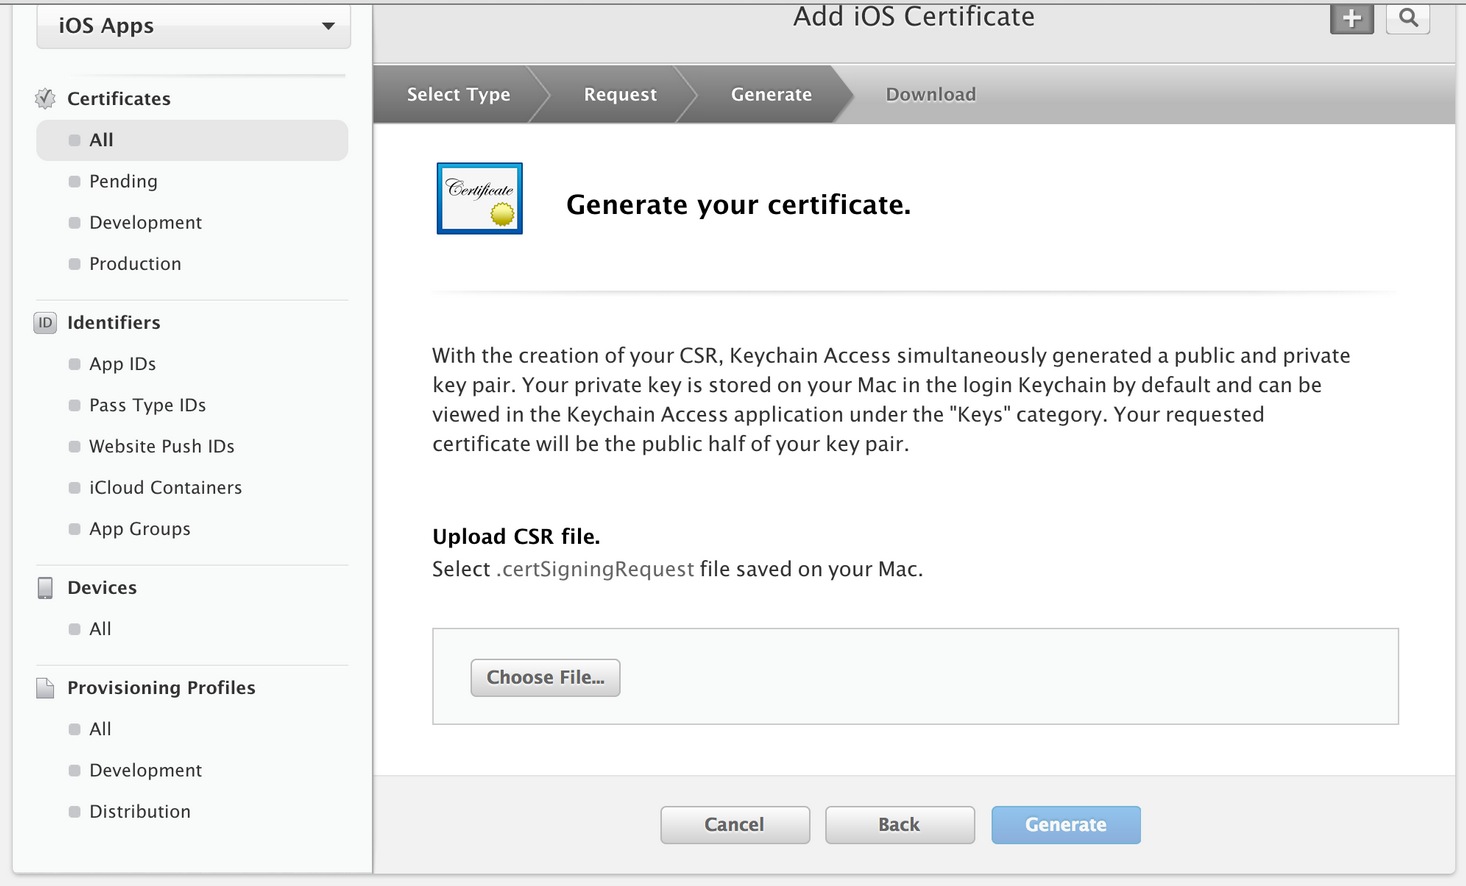 iOS Apps
Certificates
All
Pending
Development
Production
ID
Identifiers
App IDs
Pass Type IDs
Website Push IDs
iCloud Containers
App Groups
Devices
All
Provisioning Profiles
All
Development
Distribution
Add iOS Certificate
Select Type
Request
Generate
Download
Certificate
Generate your certificate.
With the creation of your CSR, Keychain Access simultaneously generated a public and private
key pair. Your private key is stored on your Mac in the login Keychain by default and can be
viewed in the Keychain Access application under the "Keys" category. Your requested
certificate will be the public half of your key pair.
Upload CSR file.
Select .certSigningRequest file saved on your Mac.
Choose File...
Cancel
Back
Generate